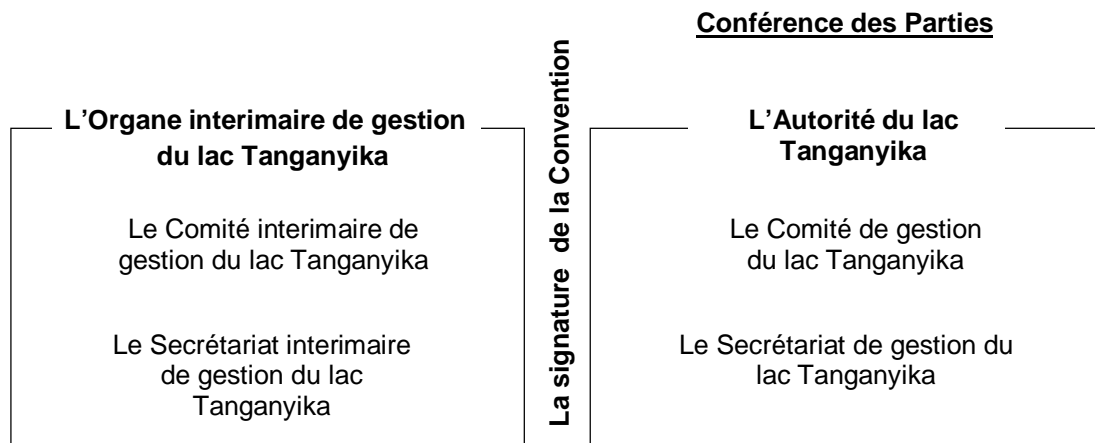 Conférence des Parties
L'Organe interimaire de gestion
du lac Tanganyika
Le Comité interimaire de
gestion du lac Tanganyika
Le Secrétariat interimaire
de gestion du lac
Tanganyika
La signature de la Convention
L'Autorité du lac
Tanganyika
Le Comité de gestion
du lac Tanganyika
Le Secrétariat de gestion du
lac Tanganyika